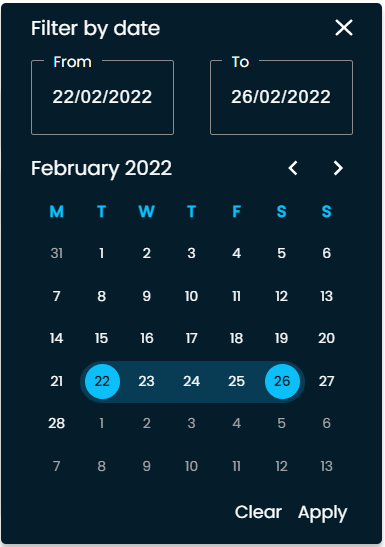 Filter by date
From To
22/02/2022 26/02/2022
February 2022
M T W T F S S
31 1 2 3 4 5 6
7 8 9 10 11 12 13
14 15 16 17 18 19 20
21 22 23 24 25 26 27
28 1 2 3 4 5 6
7 8 9 10 11 12 13
Clear Apply